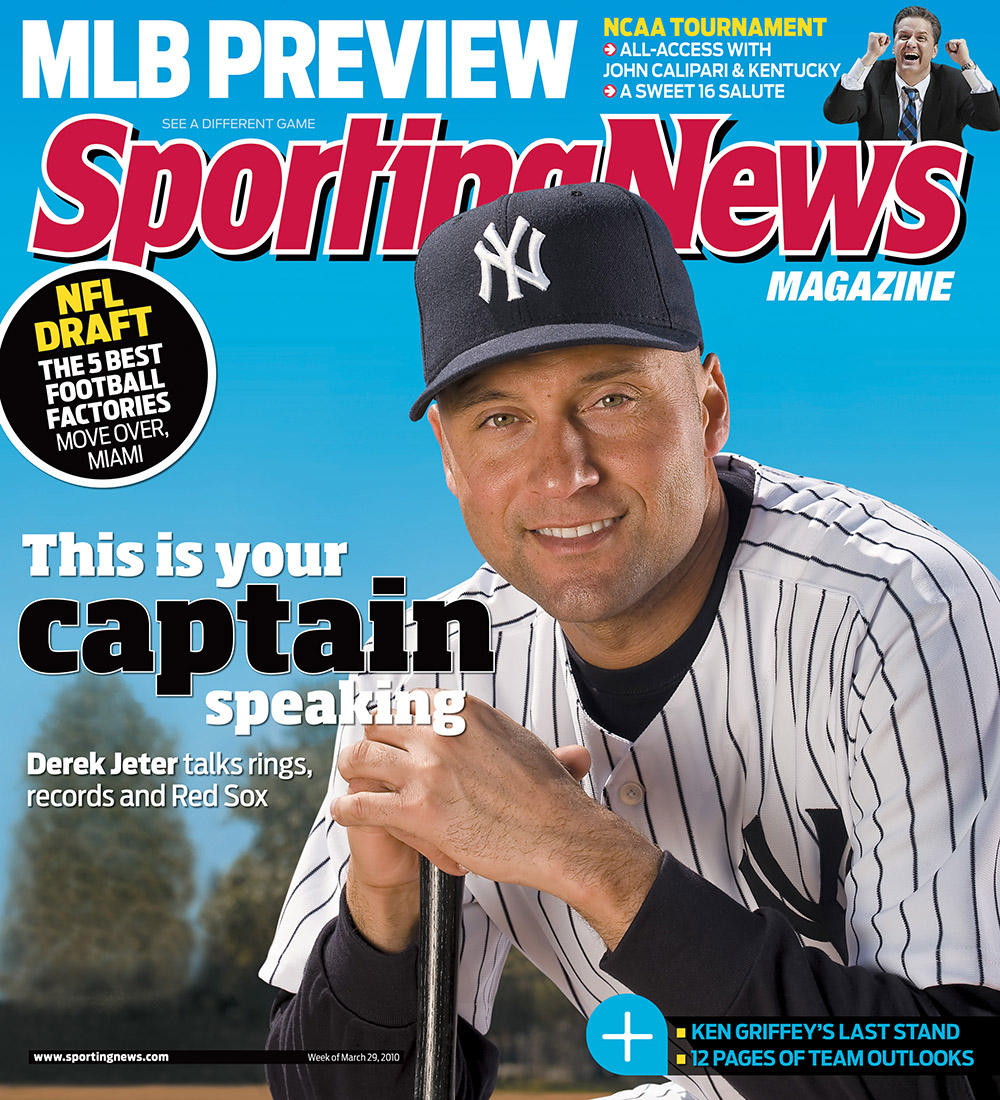 MLB PREVIEW
NCAA TOURNAMENT
ALL-ACCESS WITH
JOHN CALIPARI & KENTUCKY
A SWEET 16 SALUTE
SEE A DIFFERENT GAME
Sporting News
MAGAZINE
NY
NFL
DRAFT
THE 5 BEST
FOOTBALL
FACTORIES
MOVE OVER,
MIAMI
This is your
captain
speaking
Derek Jeter talks rings,
records and Red Sox
KEN GRIFFEY'S LAST STAND
12 PAGES OF TEAM OUTLOOKS
www.sportingnews.com
Week of March 29, 2010